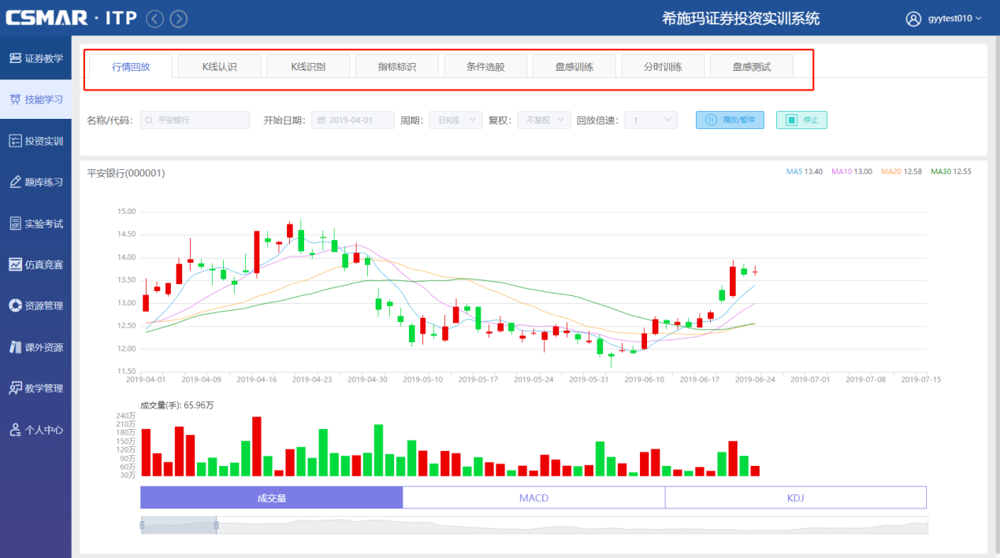 CSMAR · ITP
希施玛证券投资实训系统
gyytest010
证券教学
技能学习
投资实训
题库练习
实验考试
仿真竞赛
资源管理
课外资源
教学管理
个人中心
行情回放 K线认识 K线识别 指标标识 条件选股 盘感训练 分时训练 盘感测试
名称/代码： 平安银行 开始日期： 2019-04-01 周期： 日K线 复权： 不复权 回放倍速： 1 播放/暂停 停止
平安银行(000001)
MA5 13.40 MA10 13.00 MA20 12.58 MA30 12.55
15.00
14.50
14.00
13.50
13.00
12.50
12.00
11.50
2019-04-01 2019-04-09 2019-04-16 2019-04-23 2019-04-30 2019-05-10 2019-05-17 2019-05-24 2019-05-31 2019-06-10 2019-06-17 2019-06-24 2019-07-01 2019-07-08 2019-07-15
成交量(手): 65.96万
240万
210万
180万
150万
120万
90万
60万
30万
成交量 MACD KDJ